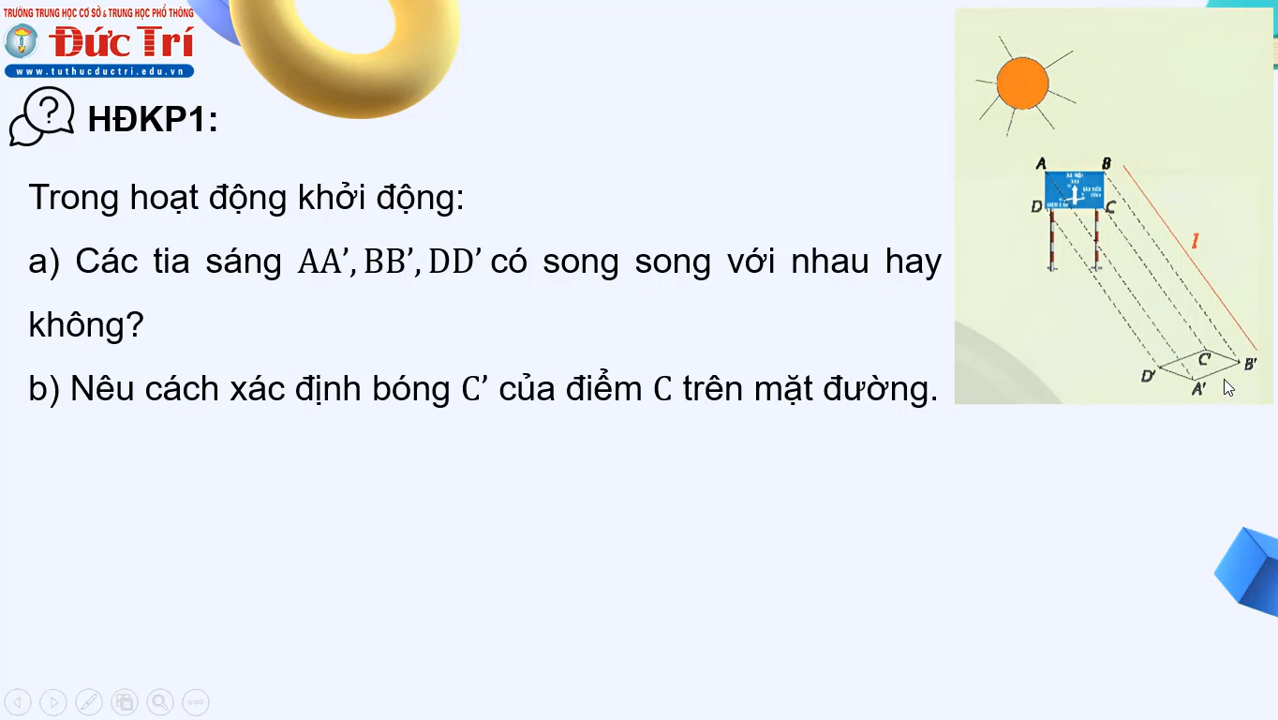 TRƯỜNG TRUNG HỌC CƠ SỞ & TRUNG HỌC PHỔ THÔNG
Đức Trí
www.tuthucductri.edu.vn
HĐKP1:
Trong hoạt động khởi động:
a) Các tia sáng AA’, BB’, DD’ có song song với nhau hay
không?
b) Nêu cách xác định bóng C’ của điểm C trên mặt đường.
A B
HÀ NỘI
D C
l
C' B'
D' A'